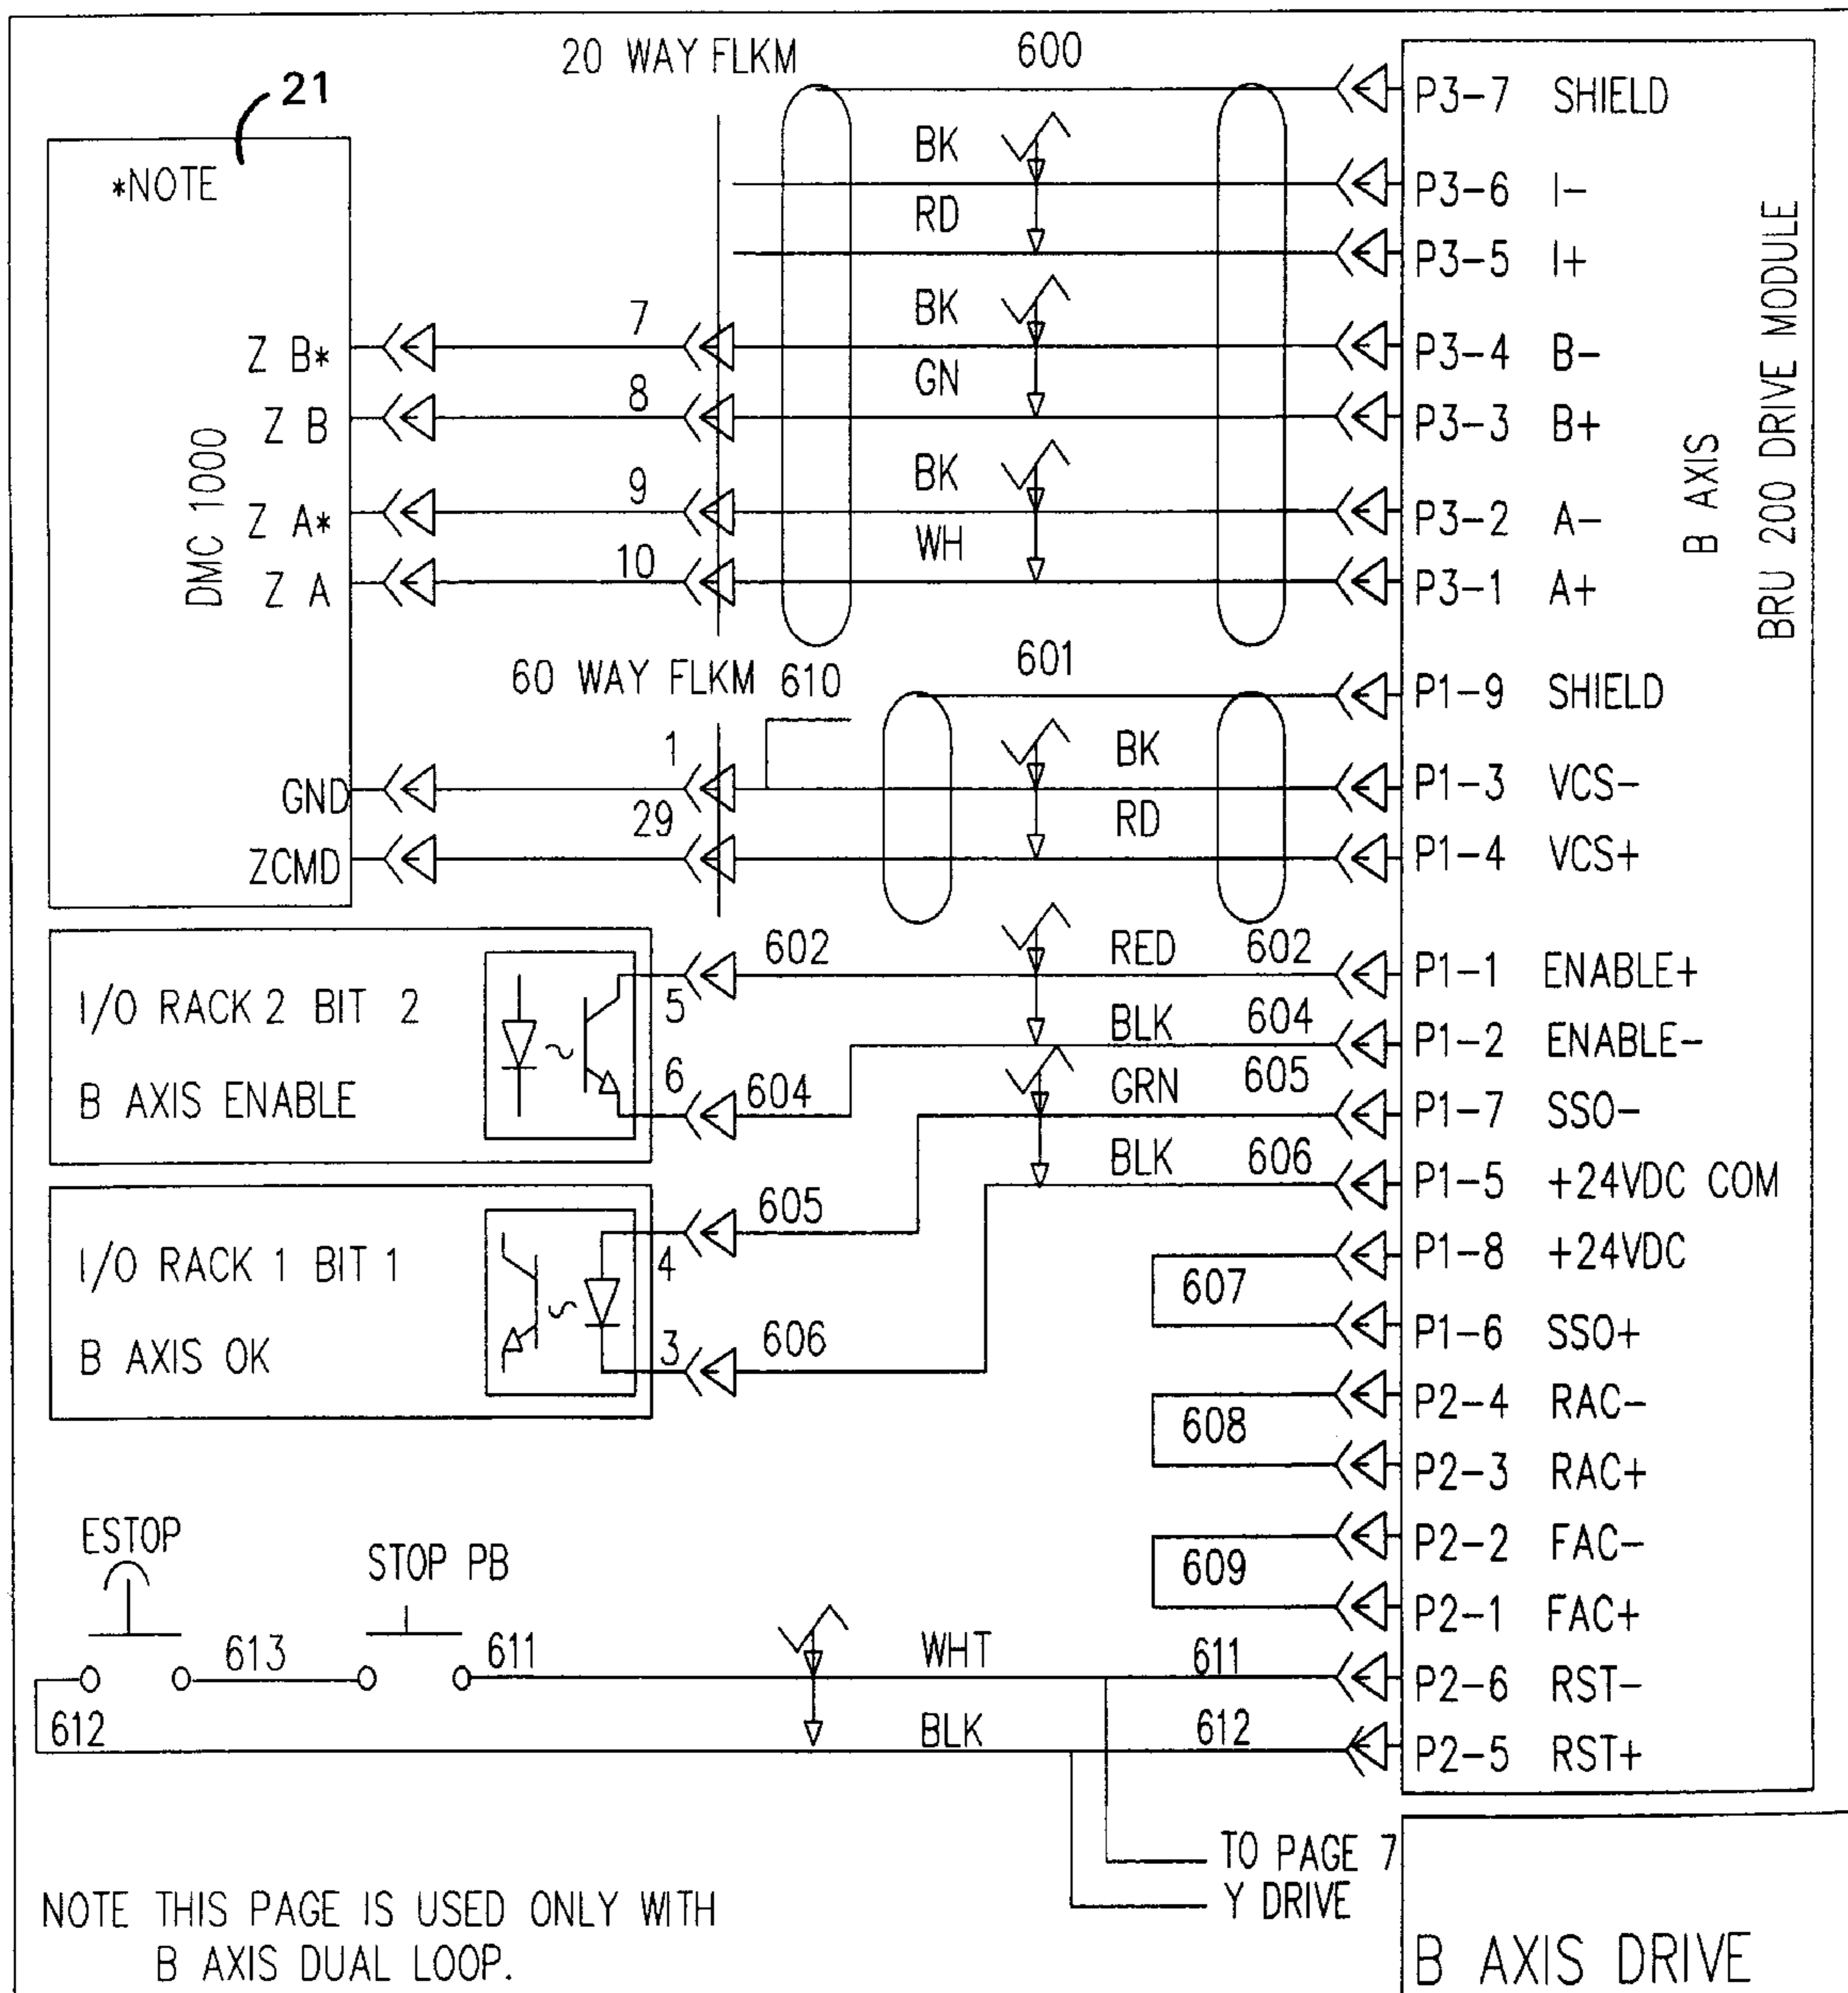 20 WAY FLKM
600
21
*NOTE
DMC 1000
Z B*
Z B
Z A*
Z A
GND
ZCMD
7
8
9
10
BK
RD
BK
GN
BK
WH
P3-7 SHIELD
P3-6 I-
P3-5 I+
P3-4 B-
P3-3 B+
P3-2 A-
P3-1 A+
B AXIS
BRU 200 DRIVE MODULE
60 WAY FLKM
610
601
1
29
BK
RD
P1-9 SHIELD
P1-3 VCS-
P1-4 VCS+
I/O RACK 2 BIT 2
B AXIS ENABLE
5
6
602
RED
602
P1-1 ENABLE+
604
BLK
604
P1-2 ENABLE-
GRN
605
P1-7 SSO-
BLK
606
P1-5 +24VDC COM
I/O RACK 1 BIT 1
B AXIS OK
4
3
605
606
607
P1-8 +24VDC
P1-6 SSO+
608
P2-4 RAC-
P2-3 RAC+
609
P2-2 FAC-
P2-1 FAC+
ESTOP
STOP PB
613
611
WHT
611
P2-6 RST-
612
BLK
612
P2-5 RST+
TO PAGE 7
Y DRIVE
NOTE THIS PAGE IS USED ONLY WITH
B AXIS DUAL LOOP.
B AXIS DRIVE